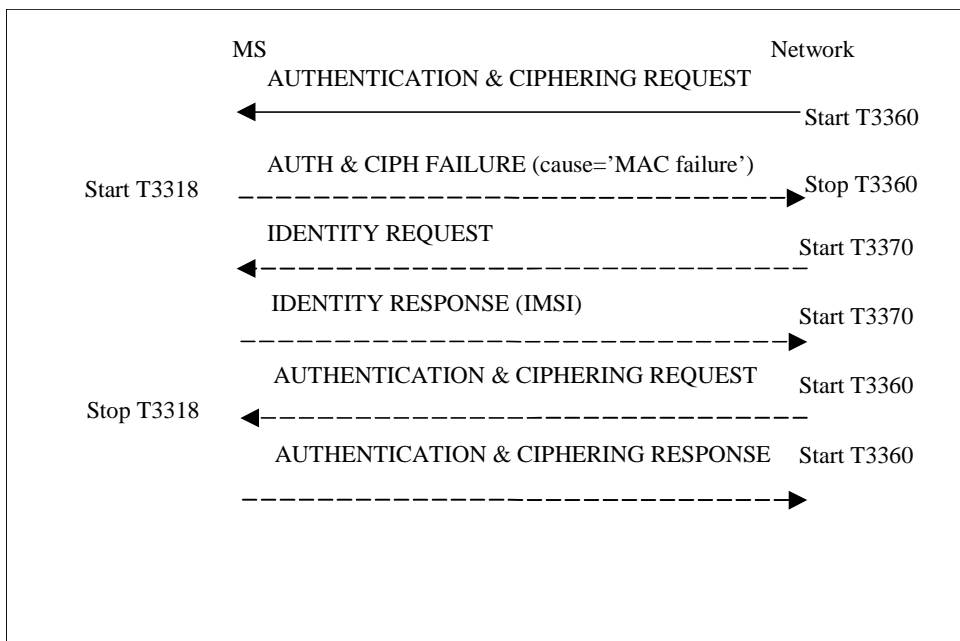 MS Network
AUTHENTICATION & CIPHERING REQUEST
Start T3360
AUTH & CIPH FAILURE (cause=’MAC failure’)
Start T3318 Stop T3360
IDENTITY REQUEST
Start T3370
IDENTITY RESPONSE (IMSI)
Start T3370
AUTHENTICATION & CIPHERING REQUEST
Start T3360
Stop T3318
AUTHENTICATION & CIPHERING RESPONSE Start T3360